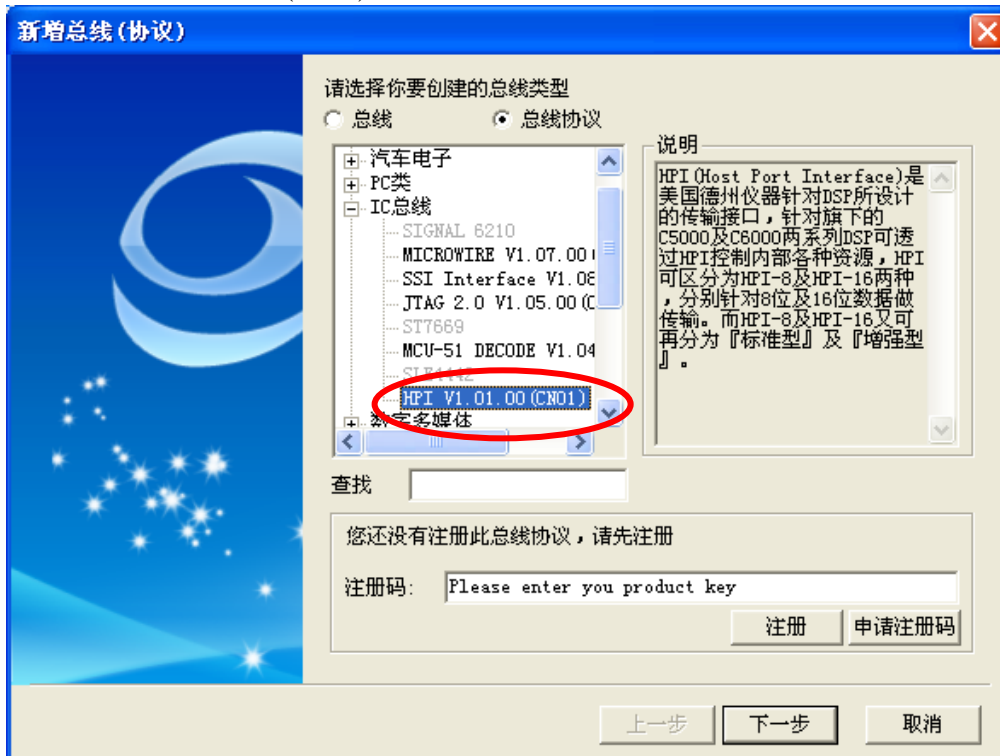 新增总线(协议)
请选择你要创建的总线类型
总线
总线协议
汽车电子
PC类
IC总线
SIGNAL 6210
MICROWIRE V1.07.00(
SSI Interface V1.08
JTAG 2.0 V1.05.00(C
ST7669
MCU-51 DECODE V1.04
SLE4442
HPI V1.01.00(CN01)
数字多媒体
说明
HPI(Host Port Interface)是
美国德州仪器针对DSP所设计
的传输接口，针对旗下的
C5000及C6000两系列DSP可透
过HPI控制内部各种资源，HPI
可区分为HPI-8及HPI-16两种
，分别针对8位及16位数据做
传输。而HPI-8及HPI-16又可
再分为『标准型』及『增强型
』。
查找
您还没有注册此总线协议，请先注册
注册码:
Please enter you product key
注册
申请注册码
上一步
下一步
取消